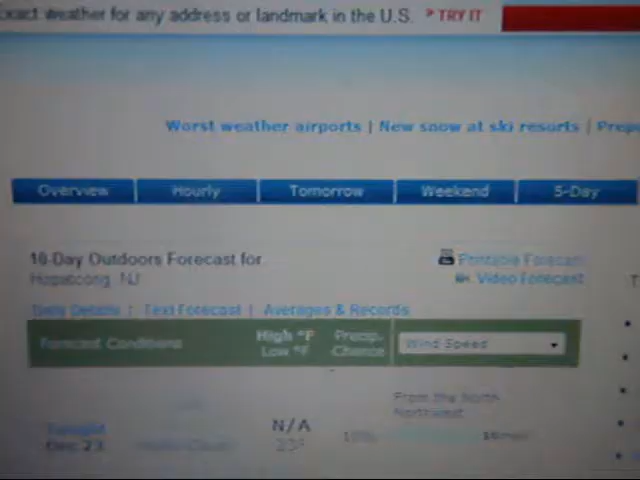 exact weather for any address or landmark in the U.S. TRY IT
Worst weather airports | New snow at ski resorts | Prep
Overview Hourly Tomorrow Weekend 5-Day
10-Day Outdoors Forecast for
Hopatcong, NJ
Printable Forecast
Video Forecast
Daily Details | Text Forecast | Averages & Records
Forecast Conditions
High °F
Low °F
Precip.
Chance
Wind Speed
From the North
Northwest
Tonight
Dec 23
N/A
23°
10%